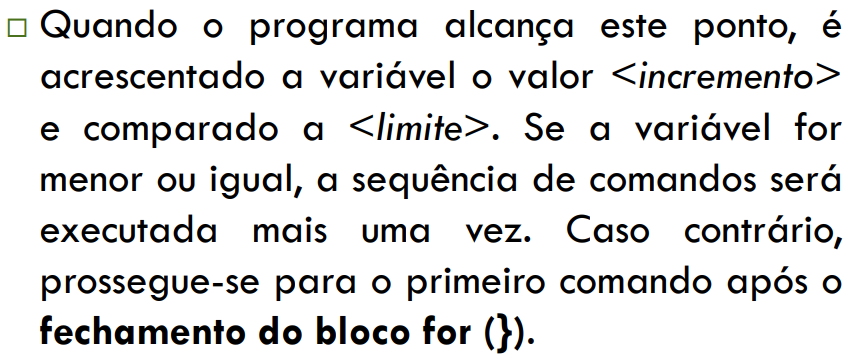 Quando o programa alcança este ponto, é
acrescentado a variável o valor <incremento>
e comparado a <limite>. Se a variável for
menor ou igual, a sequência de comandos será
executada mais uma vez. Caso contrário,
prossegue-se para o primeiro comando após o
fechamento do bloco for (}).